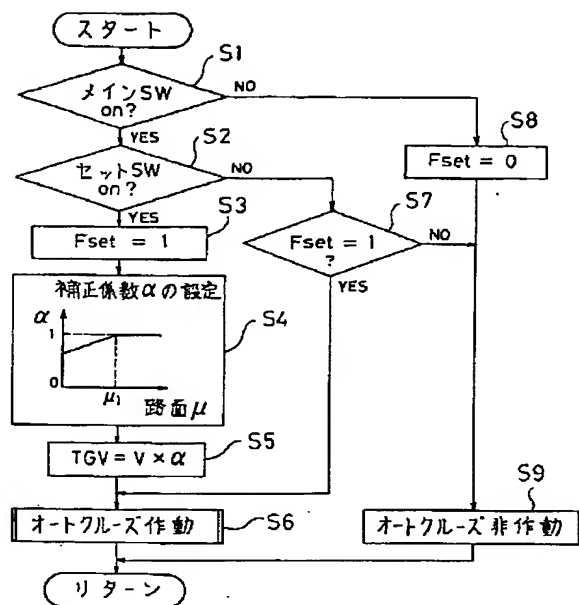 スタート
S1
メインSW
on?
NO
YES
S2
S8
セットSW
on?
NO
Fset = 0
YES
S3
S7
Fset = 1
Fset = 1
?
NO
YES
補正係数αの設定
S4
α
1
0
μ1
路面μ
S5
TGV = V × α
S9
オートクルーズ作動
S6
オートクルーズ非作動
リターン